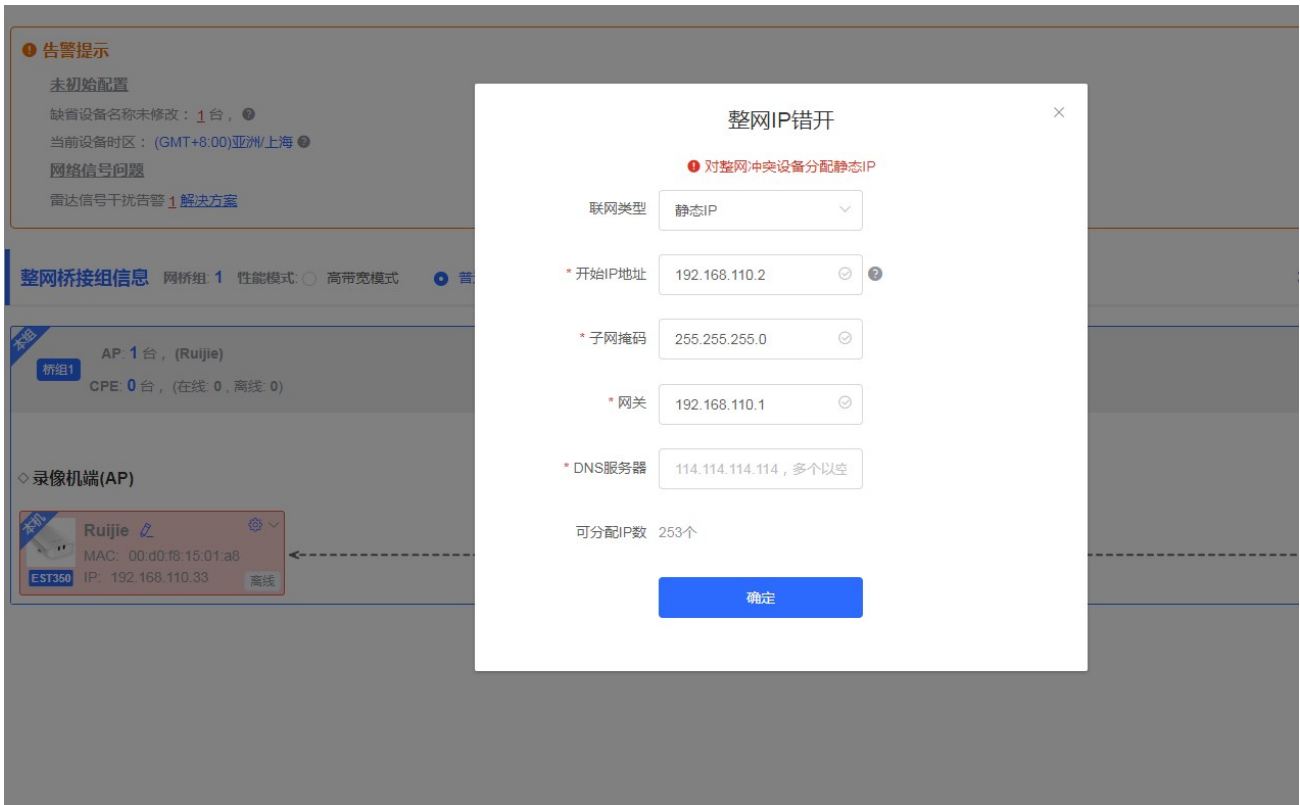 告警提示
未初始配置
缺省设备名称未修改： 1 台，
当前设备时区： (GMT+8:00)亚洲/上海
网络信号问题
雷达信号干扰告警 1 解决方案
整网桥接组信息 网桥组: 1 性能模式: 高带宽模式 普
本组
桥组1
AP: 1 台， (Ruijie)
CPE: 0 台， (在线: 0 , 离线: 0)
录像机端(AP)
本机
Ruijie
MAC: 00:d0:f8:15:01:a8
EST350 IP: 192.168.110.33 离线
整网IP错开
对整网冲突设备分配静态IP
联网类型 静态IP
* 开始IP地址 192.168.110.2
* 子网掩码 255.255.255.0
* 网关 192.168.110.1
* DNS服务器 114.114.114.114，多个以空
可分配IP数 253个
确定